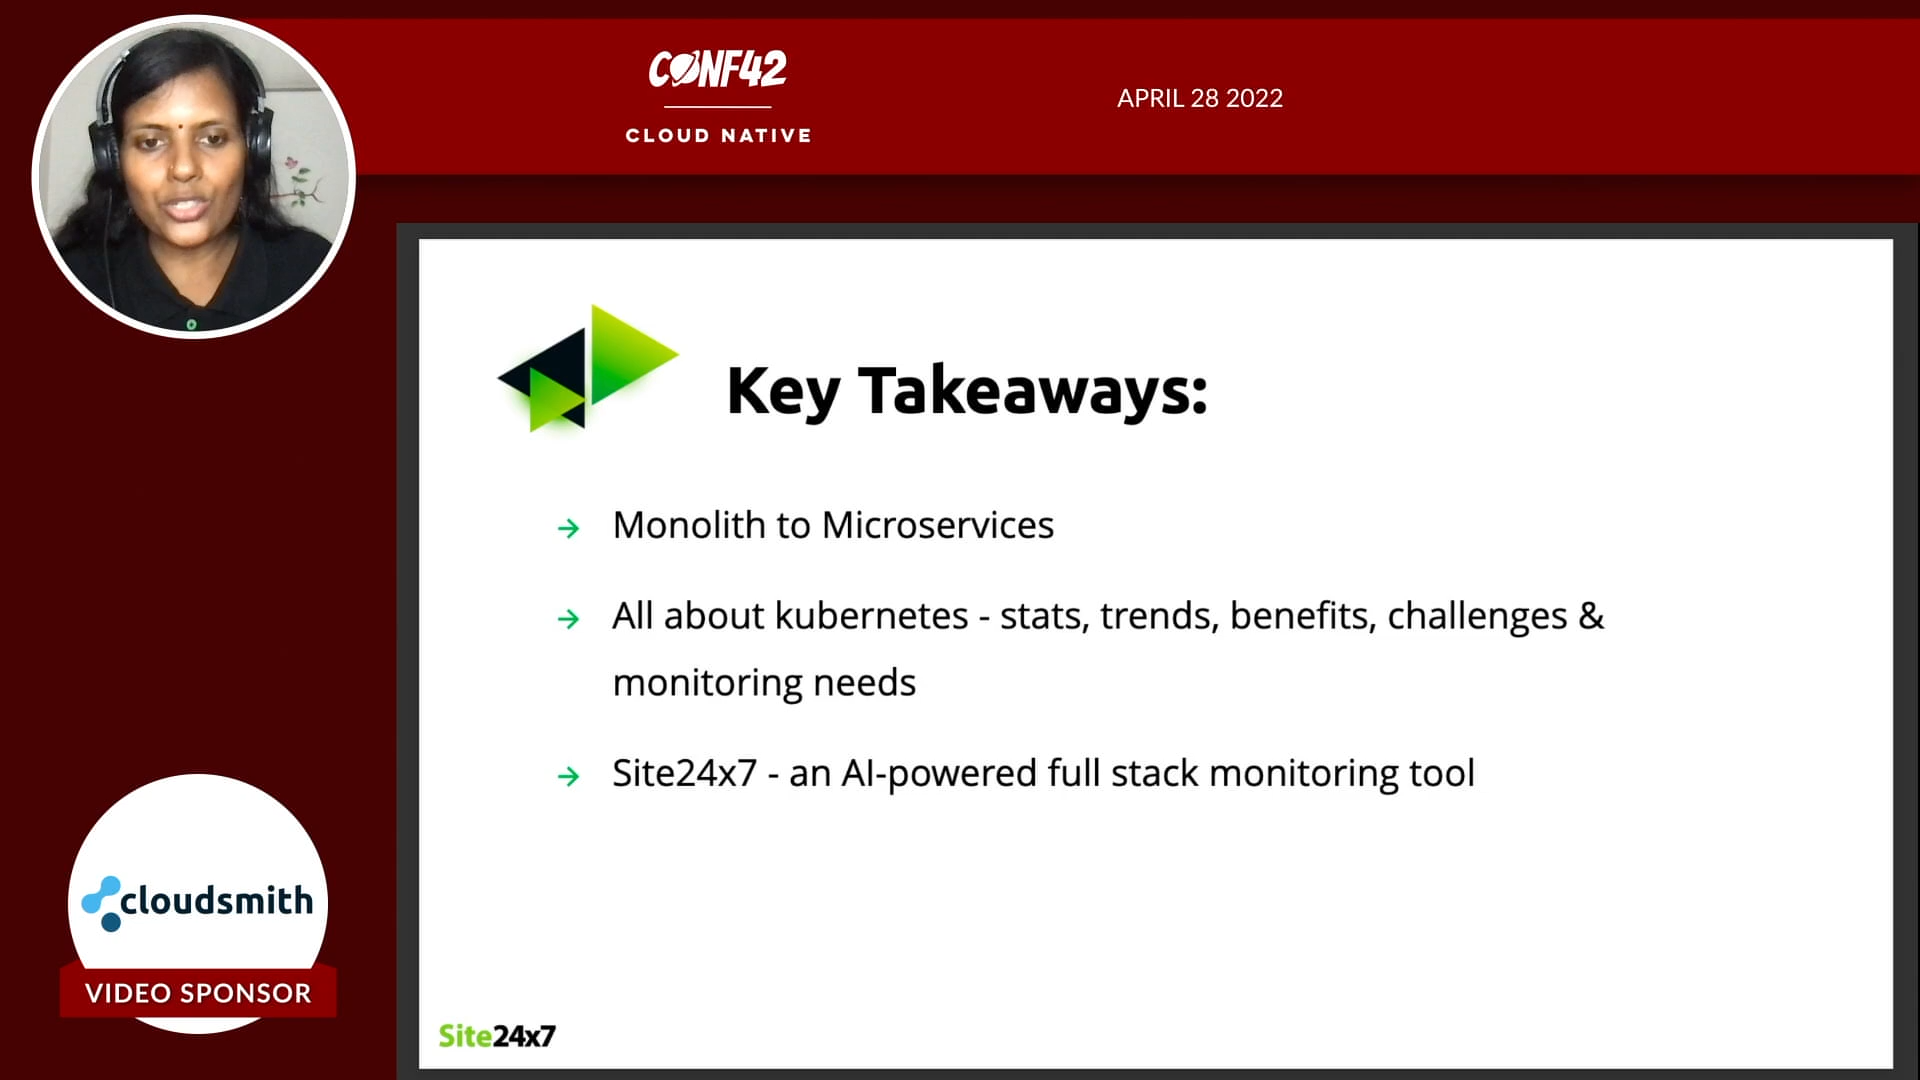 CONF42
CLOUD NATIVE
APRIL 28 2022
Key Takeaways:
→ Monolith to Microservices
→ All about kubernetes - stats, trends, benefits, challenges &
monitoring needs
→ Site24x7 - an AI-powered full stack monitoring tool
cloudsmith
VIDEO SPONSOR
Site24x7